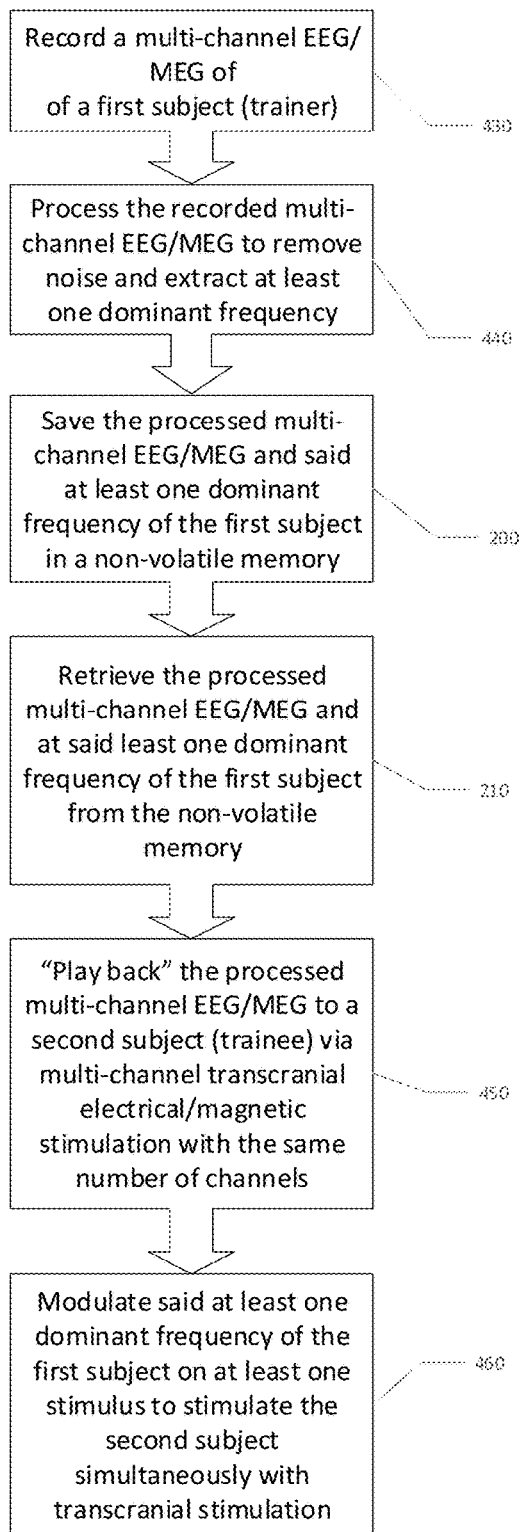 Record a multi-channel EEG/
MEG of
of a first subject (trainer)
430
Process the recorded multi-
channel EEG/MEG to remove
noise and extract at least
one dominant frequency
440
Save the processed multi-
channel EEG/MEG and said
at least one dominant
frequency of the first subject
in a non-volatile memory
200
Retrieve the processed
multi-channel EEG/MEG and
at said least one dominant
frequency of the first subject
from the non-volatile
memory
210
“Play back” the processed
multi-channel EEG/MEG to a
second subject (trainee) via
multi-channel transcranial
electrical/magnetic
stimulation with the same
number of channels
450
Modulate said at least one
dominant frequency of the
first subject on at least one
stimulus to stimulate the
second subject
simultaneously with
transcranial stimulation
460